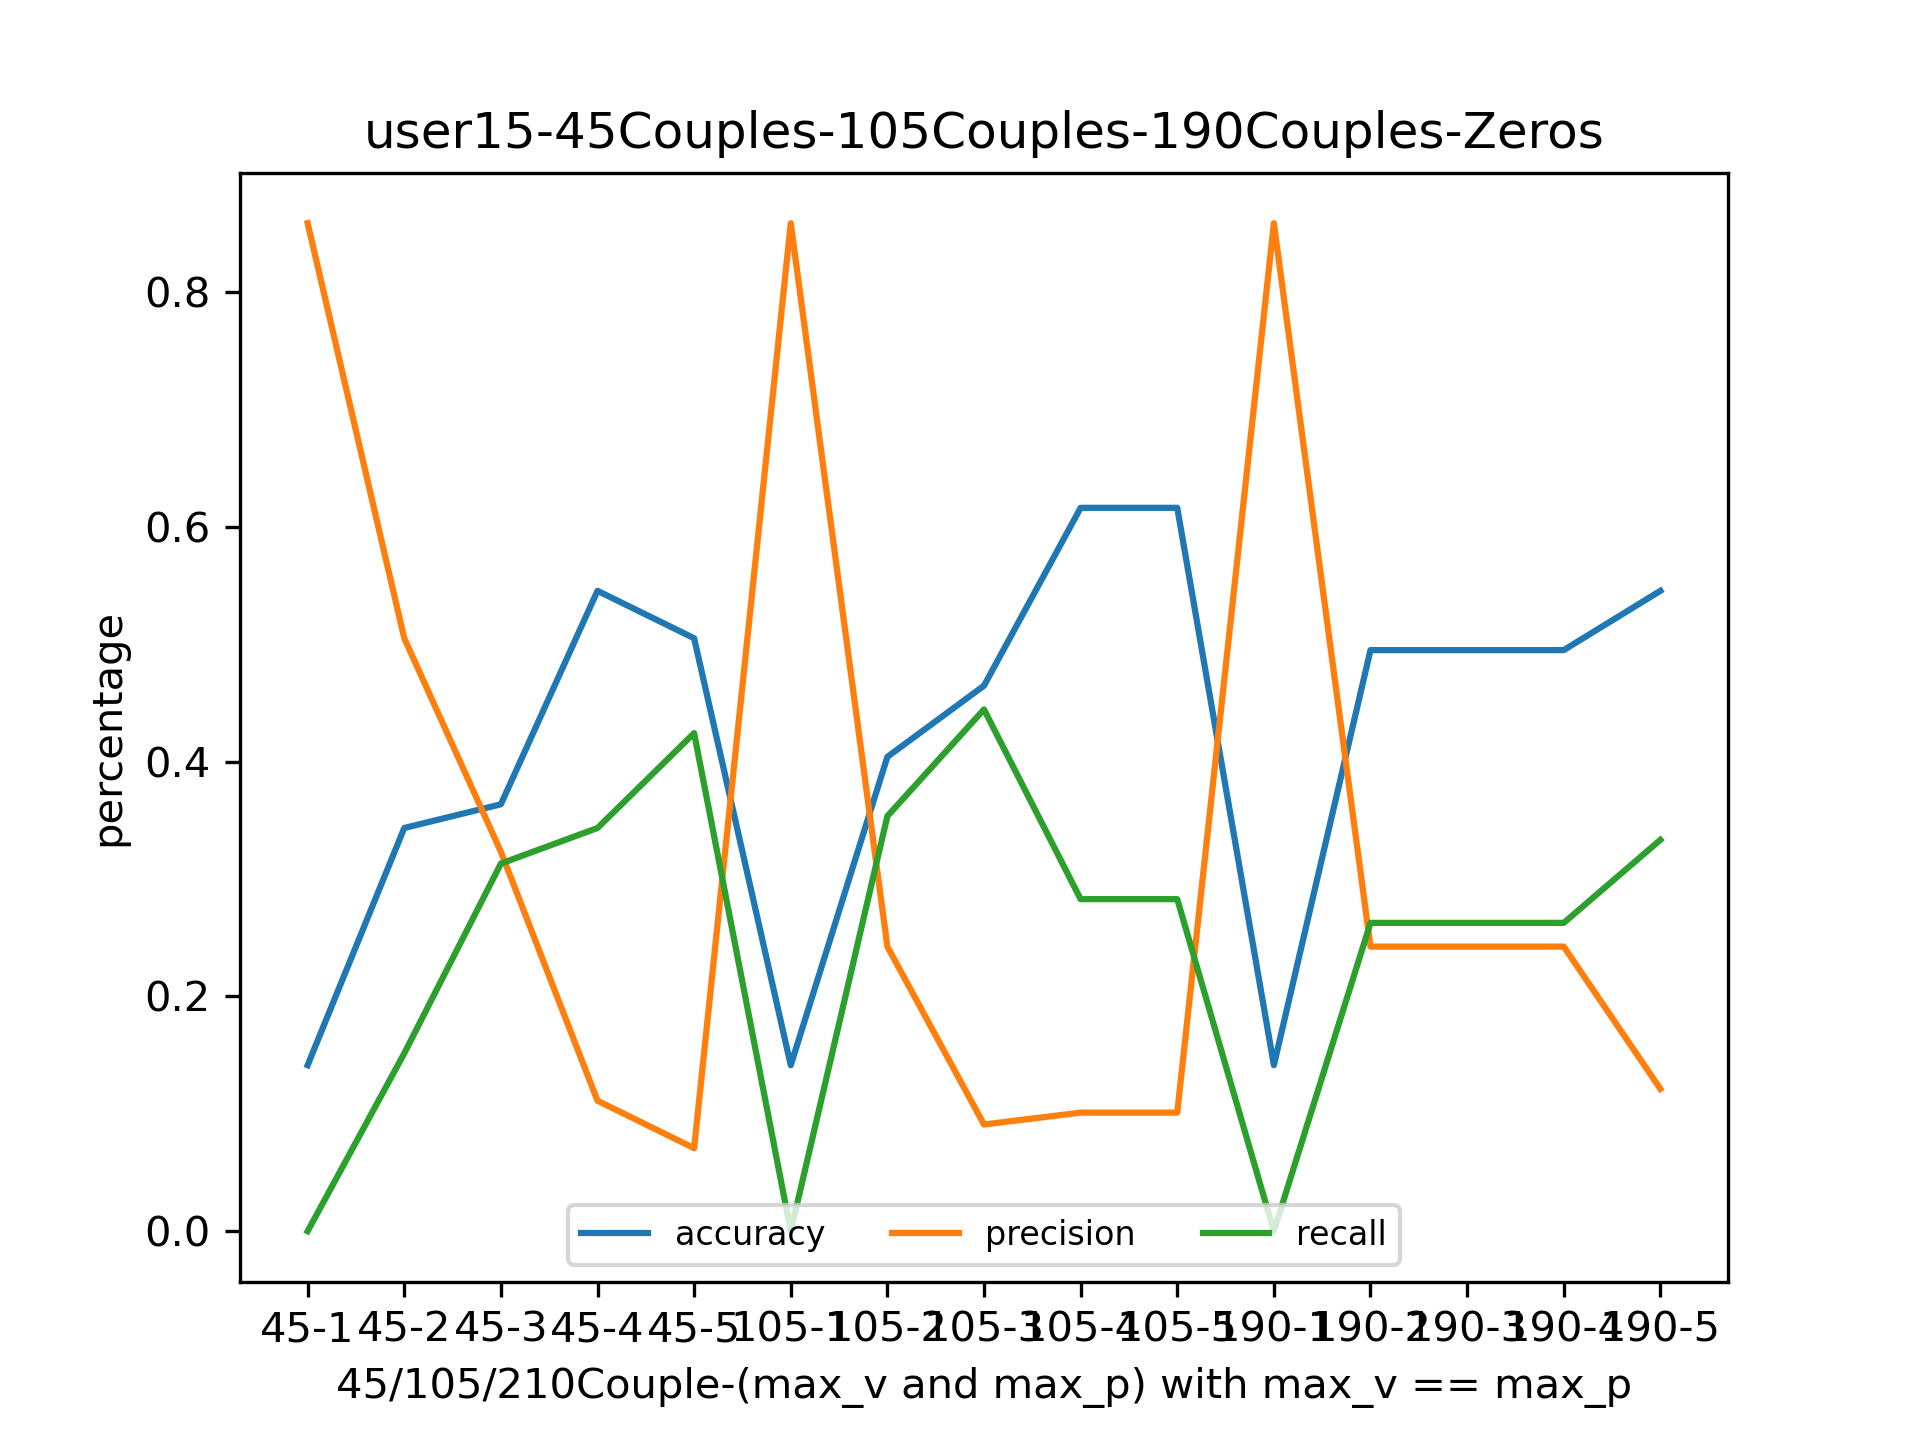 user15-45Couples-105Couples-190Couples-Zeros
percentage
0.8
0.6
0.4
0.2
0.0
accuracy precision recall
45-1 45-2 45-3 45-4 45-5 105-1 105-2 105-3 105-4 105-5 190-1 190-2 190-3 190-4 190-5
45/105/210Couple-(max_v and max_p) with max_v == max_p